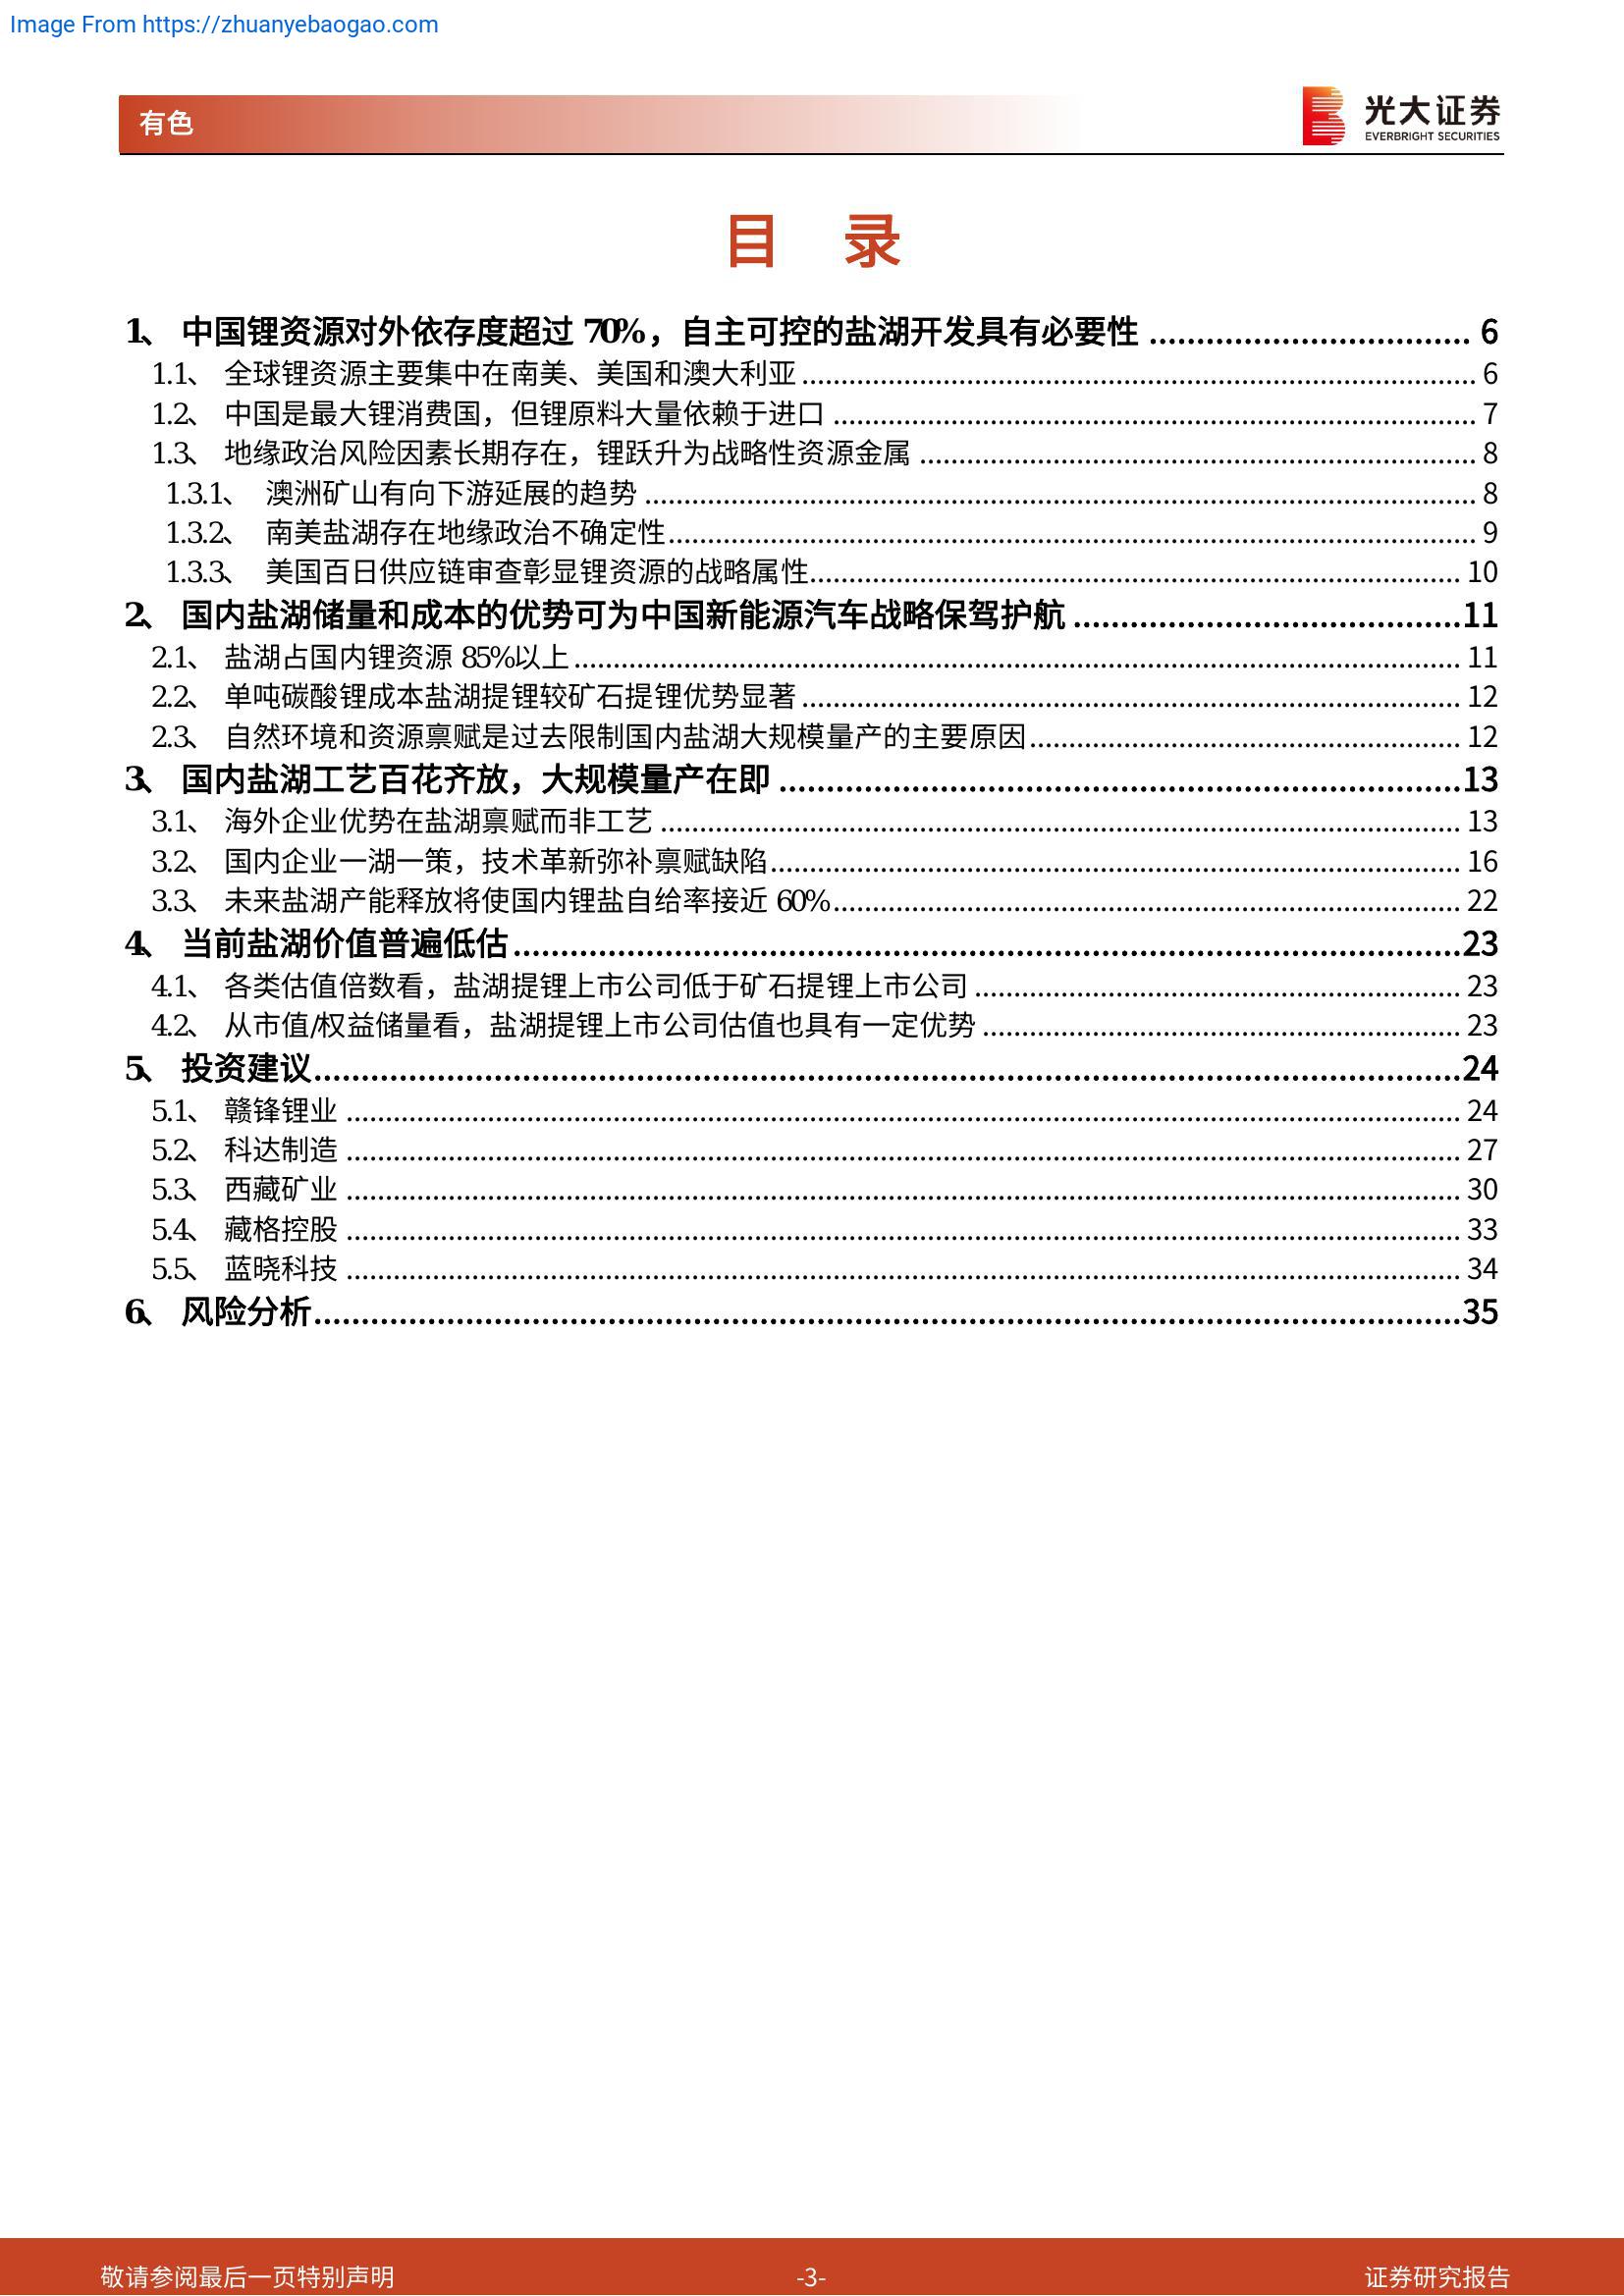 Image From https://zhuanyebaogao.com
有色
光大证券
EVERBRIGHT SECURITIES
目 录
1、 中国锂资源对外依存度超过 70%，自主可控的盐湖开发具有必要性 6
1.1、 全球锂资源主要集中在南美、美国和澳大利亚 6
1.2、 中国是最大锂消费国，但锂原料大量依赖于进口 7
1.3、 地缘政治风险因素长期存在，锂跃升为战略性资源金属 8
1.3.1、 澳洲矿山有向下游延展的趋势 8
1.3.2、 南美盐湖存在地缘政治不确定性 9
1.3.3、 美国百日供应链审查彰显锂资源的战略属性 10
2、 国内盐湖储量和成本的优势可为中国新能源汽车战略保驾护航 11
2.1、 盐湖占国内锂资源 85%以上 11
2.2、 单吨碳酸锂成本盐湖提锂较矿石提锂优势显著 12
2.3、 自然环境和资源禀赋是过去限制国内盐湖大规模量产的主要原因 12
3、 国内盐湖工艺百花齐放，大规模量产在即 13
3.1、 海外企业优势在盐湖禀赋而非工艺 13
3.2、 国内企业一湖一策，技术革新弥补禀赋缺陷 16
3.3、 未来盐湖产能释放将使国内锂盐自给率接近 60% 22
4、 当前盐湖价值普遍低估 23
4.1、 各类估值倍数看，盐湖提锂上市公司低于矿石提锂上市公司 23
4.2、 从市值/权益储量看，盐湖提锂上市公司估值也具有一定优势 23
5、 投资建议 24
5.1、 赣锋锂业 24
5.2、 科达制造 27
5.3、 西藏矿业 30
5.4、 藏格控股 33
5.5、 蓝晓科技 34
6、 风险分析 35
敬请参阅最后一页特别声明 -3- 证券研究报告